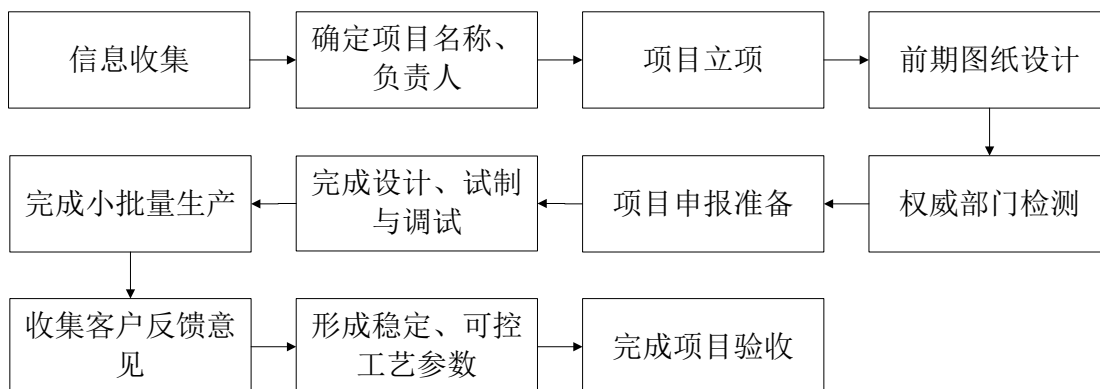 信息收集
确定项目名称、
负责人
项目立项
前期图纸设计
权威部门检测
项目申报准备
完成设计、试制
与调试
完成小批量生产
收集客户反馈意
见
形成稳定、可控
工艺参数
完成项目验收